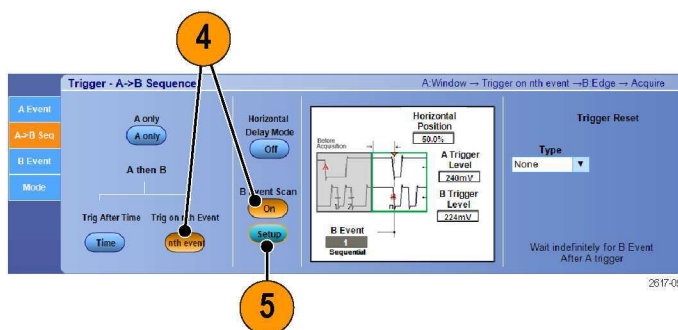 4
Trigger - A->B Sequence
A:Window → Trigger on nth event →B:Edge → Acquire
A Event
A->B Seq
B Event
Mode
A only
A only
A then B
Trig After Time
Trig on nth Event
Time
nth event
Horizontal
Delay Mode
Off
B Event Scan
On
Setup
Before
Acquisition
Horizontal
Position
50.0%
A
A Trigger
Level
240mV
B Trigger
Level
224mV
1
2
n
B Event
1
Sequential
Trigger Reset
Type
None
Wait indefinitely for B Event
After A trigger
5